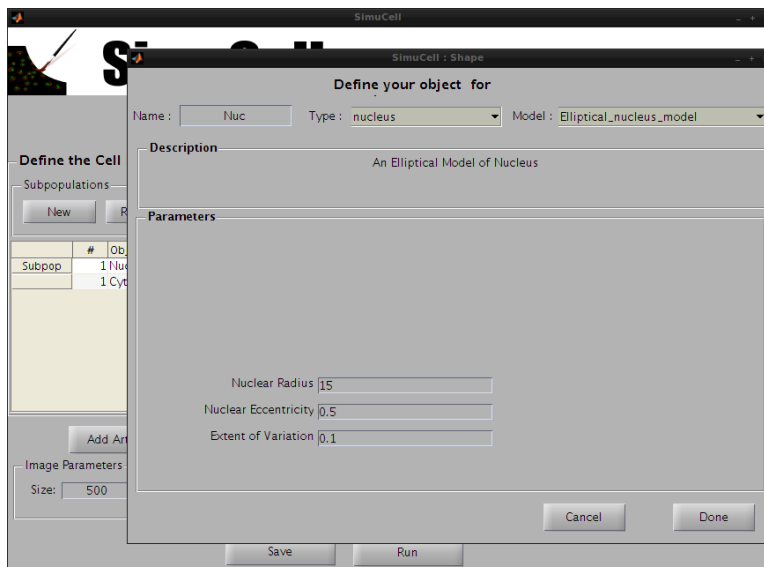 SimuCell
SimuCell : Shape
Define your object for
Name : Nuc Type : nucleus Model : Elliptical_nucleus_model
Description
An Elliptical Model of Nucleus
Define the Cell
Subpopulations
New
Parameters
#
Subpop 1
1
Nuclear Radius 15
Nuclear Eccentricity 0.5
Extent of Variation 0.1
Add
Image Parameters
Size: 500
Cancel Done
Save Run